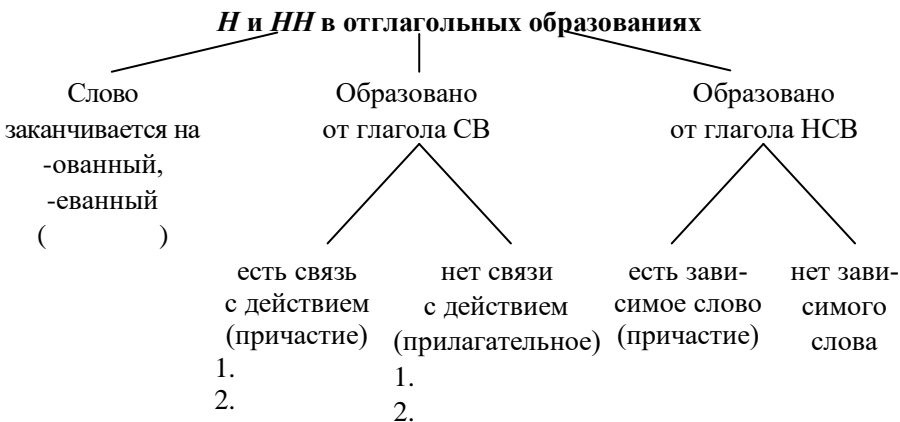 Н и НН в отглагольных образованиях
Слово
заканчивается на
-ованный,
-еванный
( )
Образовано
от глагола СВ
есть связь
с действием
(причастие)
1.
2.
нет связи
с действием
(прилагательное)
1.
2.
Образовано
от глагола НСВ
есть зави-
симое слово
(причастие)
нет зави-
симого
слова